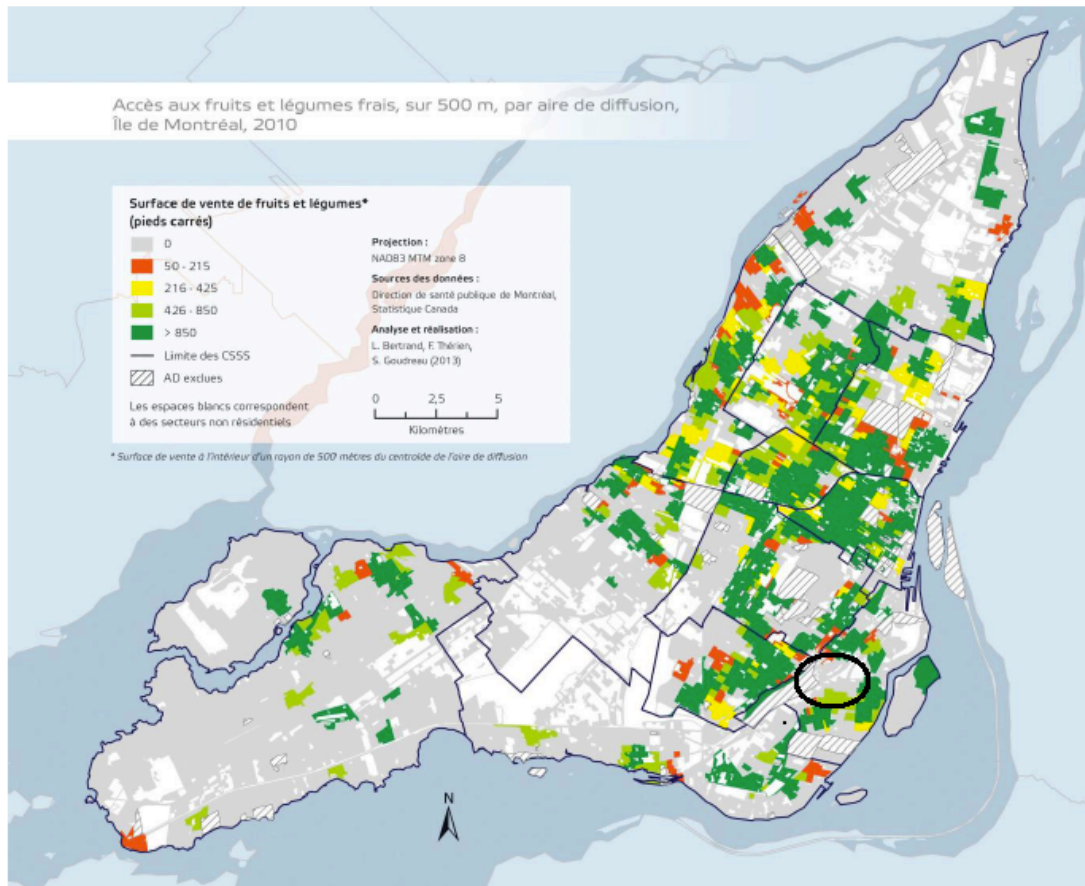 Accès aux fruits et légumes frais, sur 500 m, par aire de diffusion,
Île de Montréal, 2010
Surface de vente de fruits et légumes*
(pieds carrés)
0
50 - 215
216 - 425
426 - 850
> 850
Limite des CSSS
AD exclues
Les espaces blancs correspondent
à des secteurs non résidentiels
Projection :
NAD83 MTM zone 8
Sources des données :
Direction de santé publique de Montréal,
Statistique Canada
Analyse et réalisation :
L. Bertrand, F. Thérien,
S. Goudreau (2013)
0 2,5 5
Kilomètres
* Surface de vente à l'intérieur d'un rayon de 500 mètres du centroïde de l'aire de diffusion
N